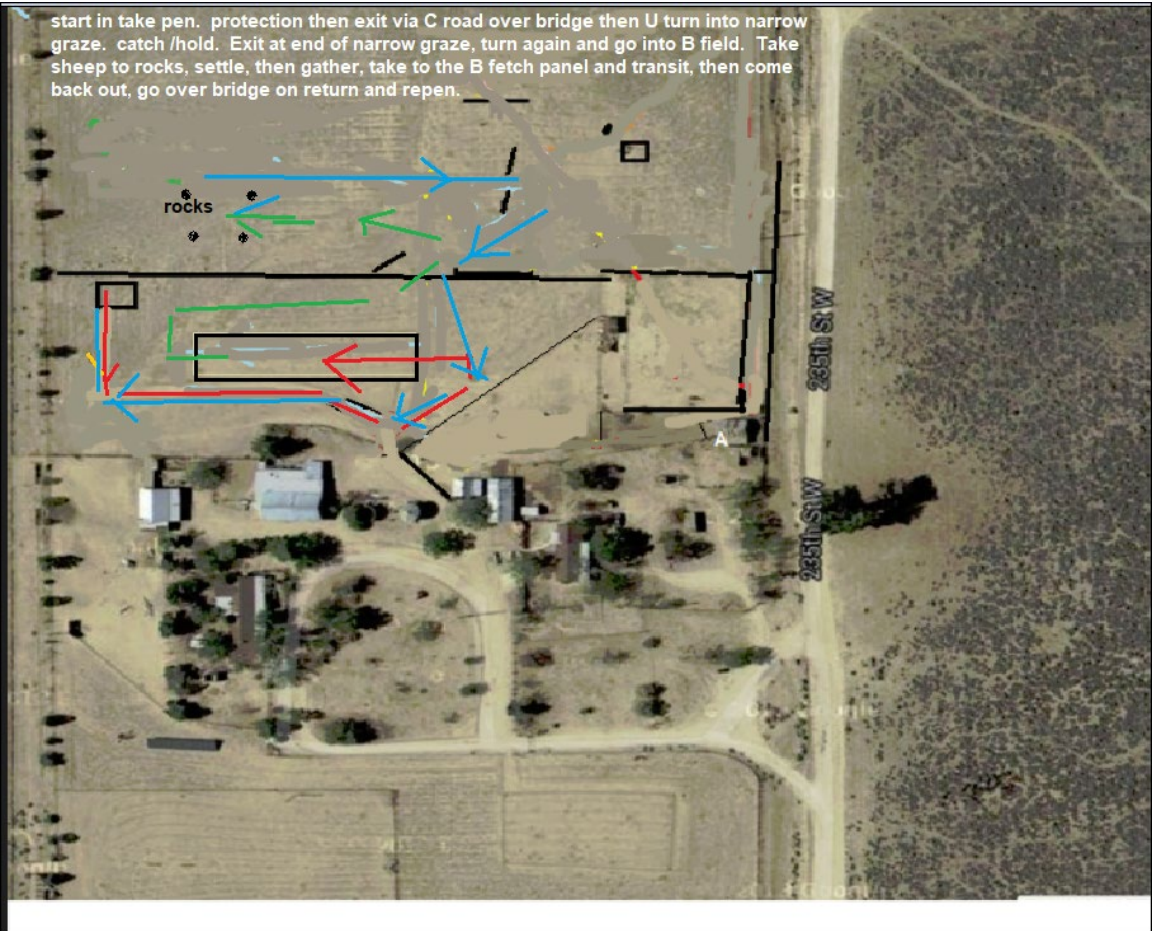 start in take pen. protection then exit via C road over bridge then U turn into narrow
graze. catch /hold. Exit at end of narrow graze, turn again and go into B field. Take
sheep to rocks, settle, then gather, take to the B fetch panel and transit, then come
back out, go over bridge on return and repen.
rocks
235th St W
A
235th St W